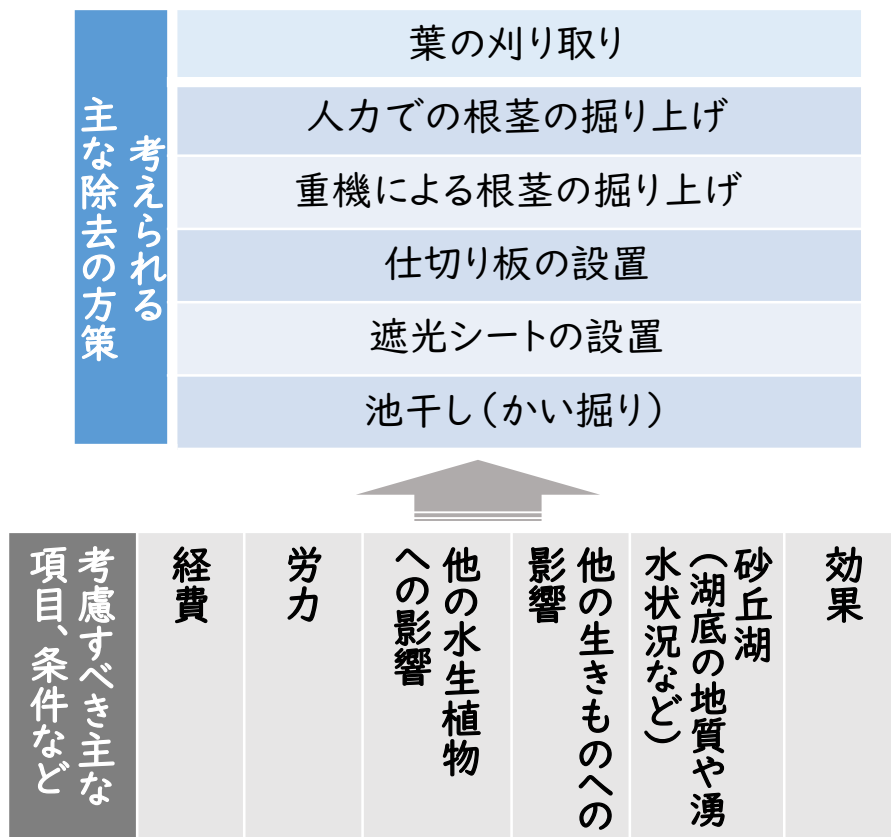 考えられる
主な除去の方策
葉の刈り取り
人力での根茎の掘り上げ
重機による根茎の掘り上げ
仕切り板の設置
遮光シートの設置
池干し（かい掘り）
考慮すべき主な
項目、条件など
経費
労力
他の水生植物
への影響
他の生きものへの
影響
砂丘湖
（湖底の地質や湧
水状況など）
効果